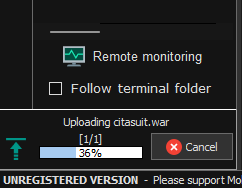 Remote monitoring
Follow terminal folder
Uploading citasuit.war
[1/1]
36%
Cancel
UNREGISTERED VERSION - Please support Mo